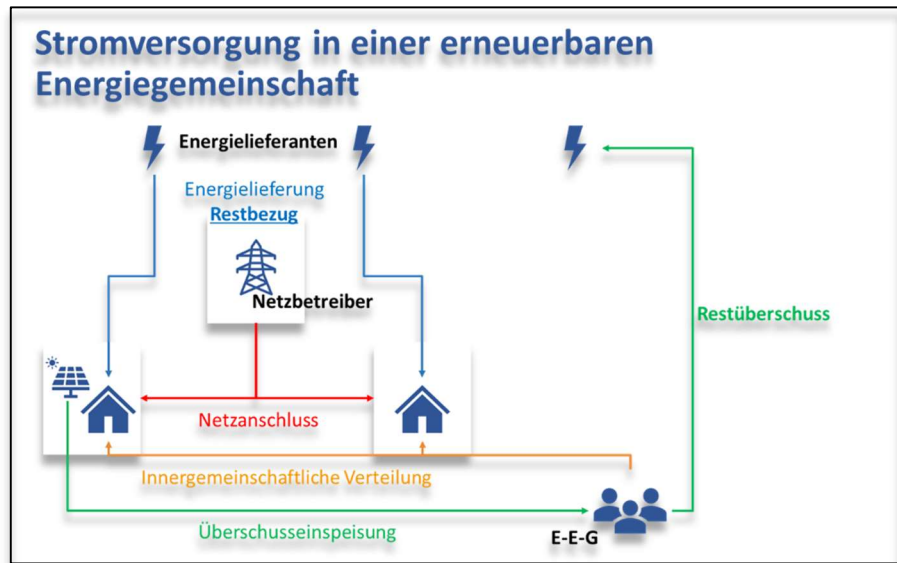 Stromversorgung in einer erneuerbaren
Energiegemeinschaft
Energielieferanten
Energielieferung
Restbezug
Netzbetreiber
Restüberschuss
Netzanschluss
Innergemeinschaftliche Verteilung
Überschusseinspeisung
E-E-G